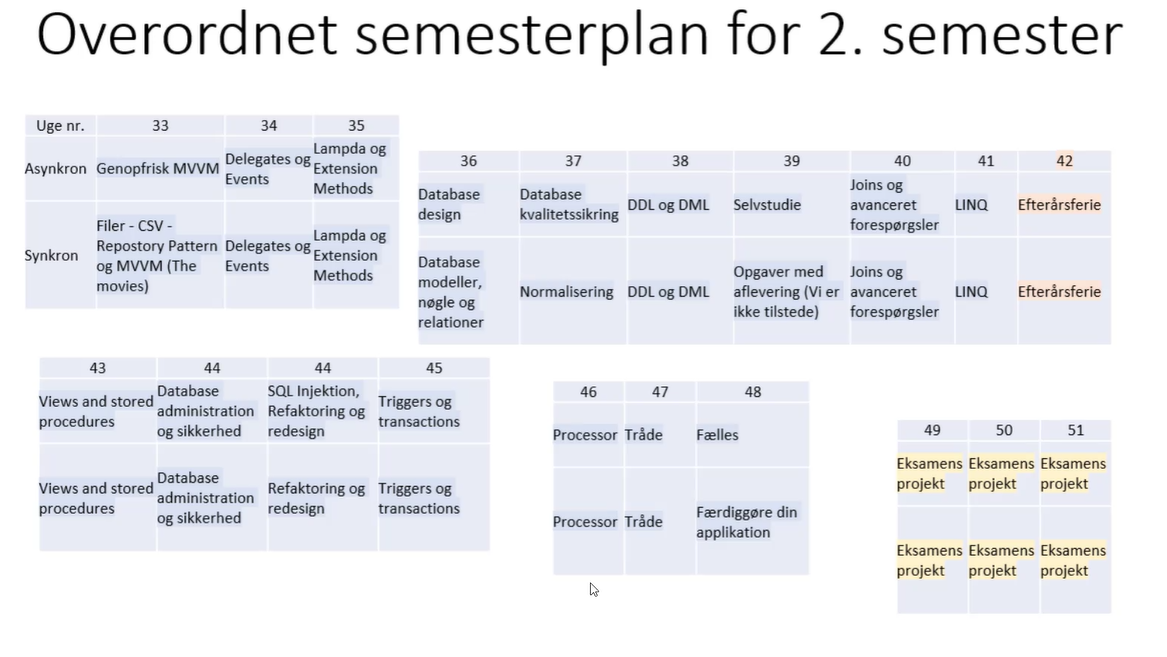 Overordnet semesterplan for 2. semester
Uge nr. 33 34 35
Asynkron Genopfrisk MVVM Delegates og Events Lampda og Extension Methods
Synkron Filer - CSV - Repostory Pattern og MVVM (The movies) Delegates og Events Lampda og Extension Methods
36 37 38 39 40 41 42
Database design Database kvalitetssikring DDL og DML Selvstudie Joins og avanceret forespørgsler LINQ Efterårsferie
Database modeller, nøgle og relationer Normalisering DDL og DML Opgaver med aflevering (Vi er ikke tilstede) Joins og avanceret forespørgsler LINQ Efterårsferie
43 44 44 45
Views and stored procedures Database administration og sikkerhed SQL Injektion, Refaktoring og redesign Triggers og transactions
Views and stored procedures Database administration og sikkerhed Refaktoring og redesign Triggers og transactions
46 47 48
Processor Tråde Fælles
Processor Tråde Færdiggøre din applikation
49 50 51
Eksamens projekt Eksamens projekt Eksamens projekt
Eksamens projekt Eksamens projekt Eksamens projekt